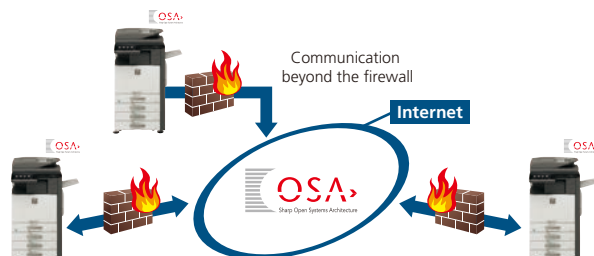 OSA
Communication
beyond the firewall
Internet
OSA
OSA
OSA
Sharp Open Systems Architecture